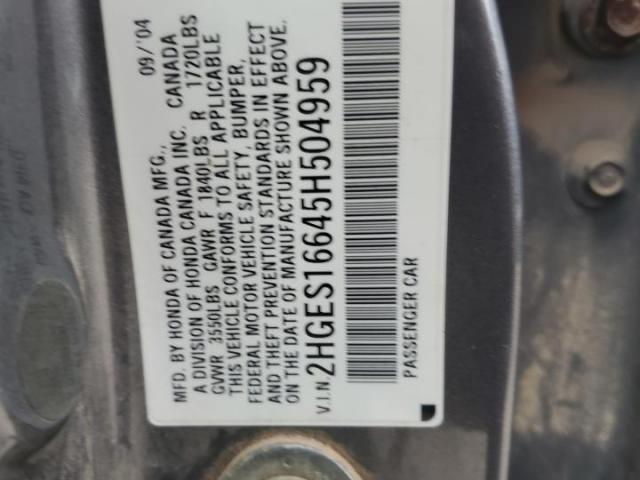 MFD. BY HONDA OF CANADA MFG., 09/'04
A DIVISION OF HONDA CANADA INC. CANADA
GVWR 3550LBS GAWR F 1840LBS R 1720LBS
THIS VEHICLE CONFORMS TO ALL APPLICABLE
FEDERAL MOTOR VEHICLE SAFETY, BUMPER,
AND THEFT PREVENTION STANDARDS IN EFFECT
ON THE DATE OF MANUFACTURE SHOWN ABOVE.
V.I.N. 2HGES16645H504959
PASSENGER CAR